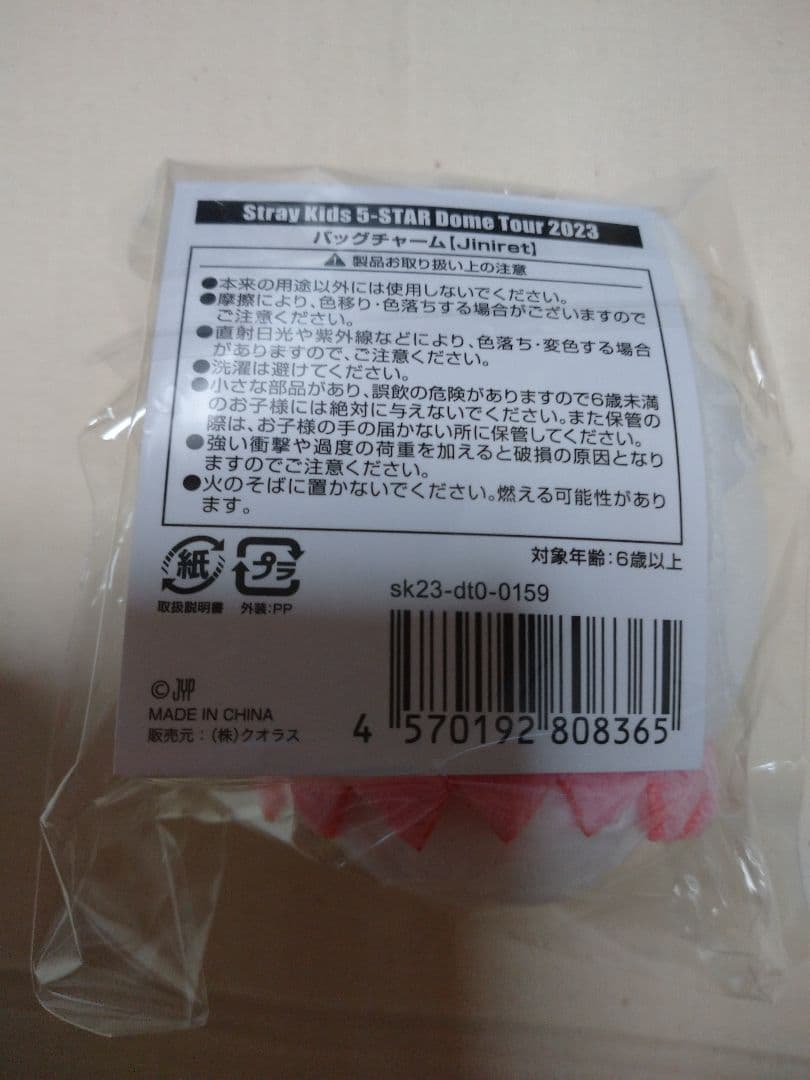 Stray Kids 5-STAR Dome Tour 2023
バッグチャーム【Jiniret】
製品お取り扱い上の注意
●本来の用途以外には使用しないでください。
●摩擦により、色移り・色落ちする場合がございますので
ご注意ください。
●直射日光や紫外線などにより、色落ち・変色する場合
がありますので、ご注意ください。
●洗濯は避けてください。
●小さな部品があり、誤飲の危険がありますので6歳未満
のお子様には絶対に与えないでください。また保管の
際は、お子様の手の届かない所に保管してください。
●強い衝撃や過度の荷重を加えると破損の原因となり
ますのでご注意ください。
●火のそばに置かないでください。燃える可能性があり
ます。
対象年齢：6歳以上
紙 プラ
取扱説明書 外装：PP
sk23-dt0-0159
© JYP
MADE IN CHINA
販売元：（株）クオラス
4 570192 808365